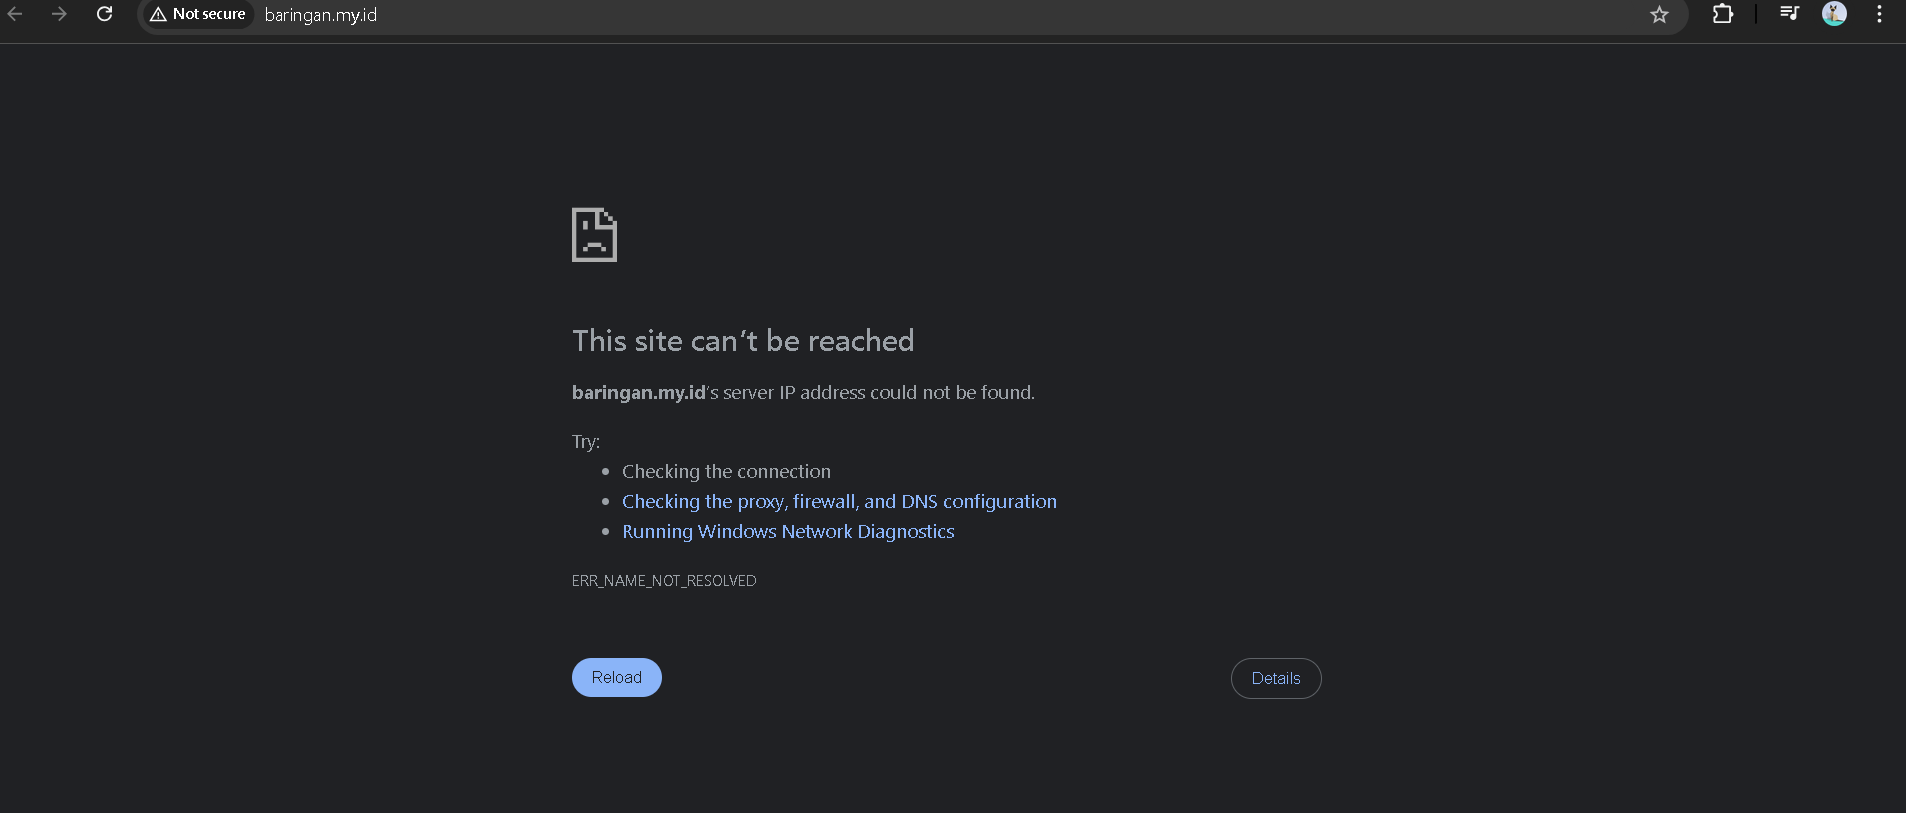 Not secure baringan.my.id
This site can't be reached
baringan.my.id's server IP address could not be found.
Try:
Checking the connection
Checking the proxy, firewall, and DNS configuration
Running Windows Network Diagnostics
ERR_NAME_NOT_RESOLVED
Reload Details